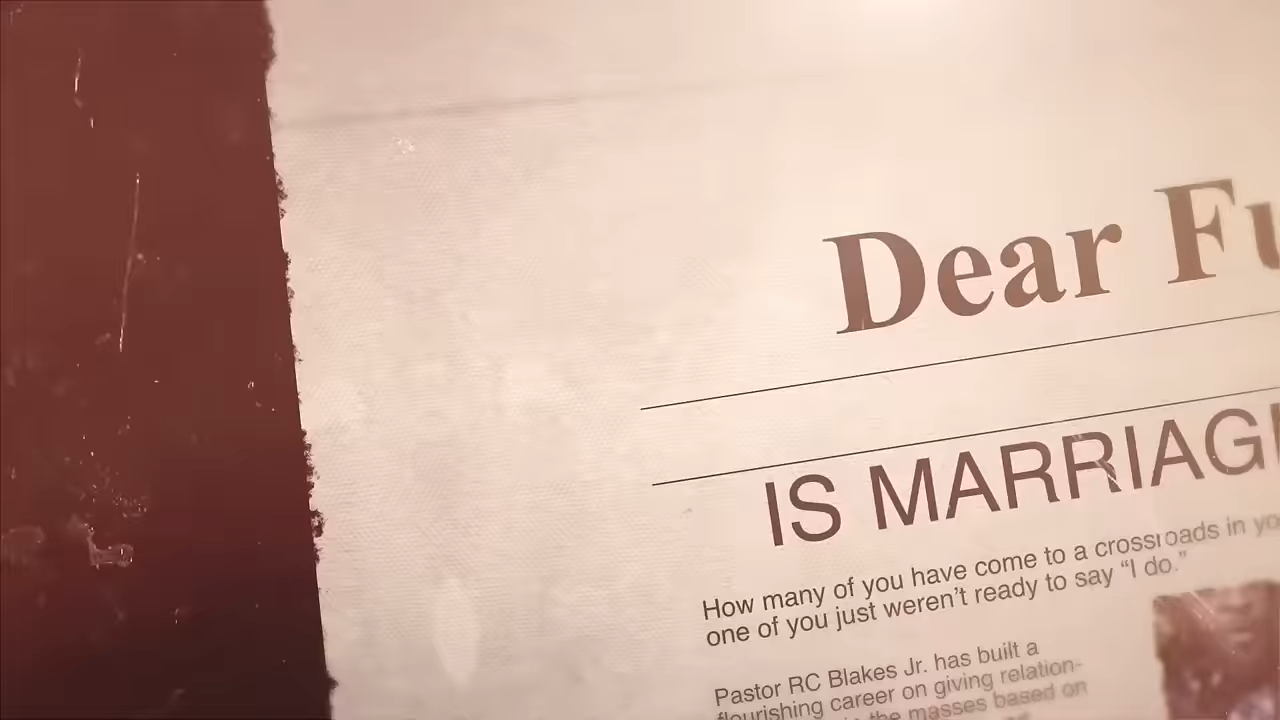 Dear Fu
IS MARRIAG
How many of you have come to a crossroads in yo
one of you just weren't ready to say “I do.”
Pastor RC Blakes Jr. has built a
flourishing career on giving relation-
the masses based on